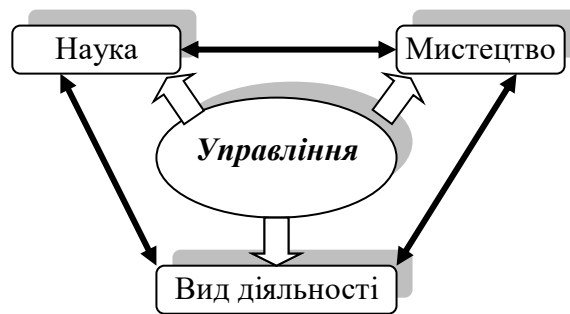 Наука
Мистецтво
Управління
Вид діяльності